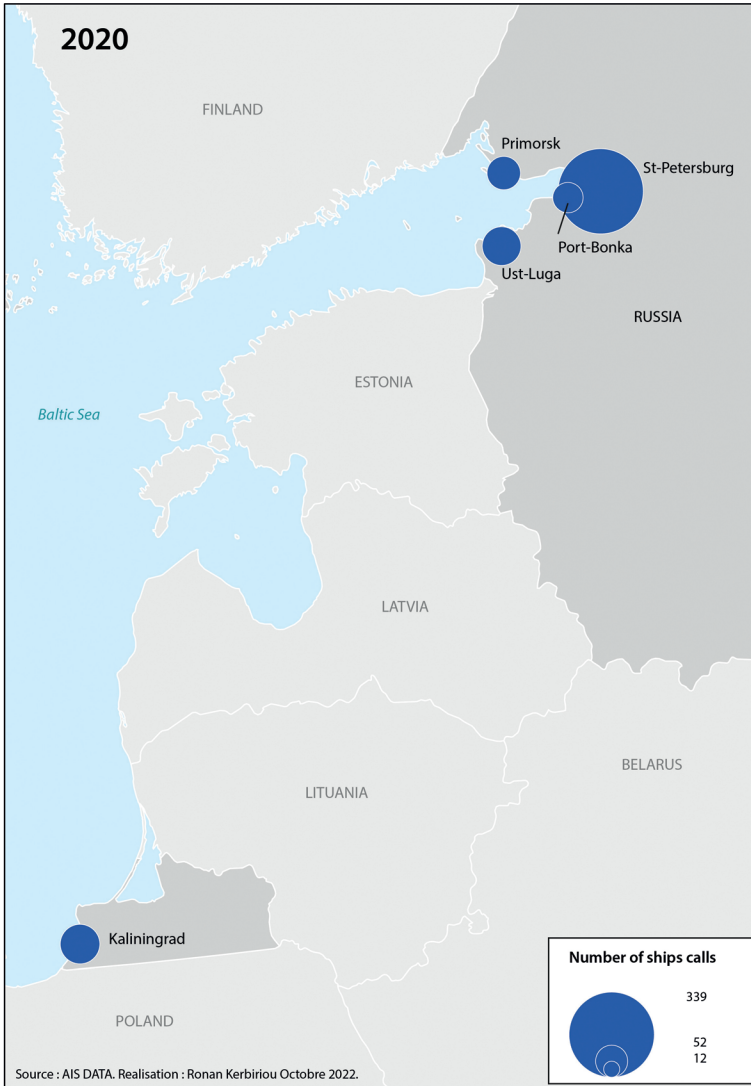 2020
FINLAND
Primorsk
St-Petersburg
Port-Bonka
Ust-Luga
RUSSIA
ESTONIA
Baltic Sea
LATVIA
BELARUS
LITUANIA
Kaliningrad
POLAND
Number of ships calls
339
52
12
Source : AIS DATA. Realisation : Ronan Kerbiriou Octobre 2022.